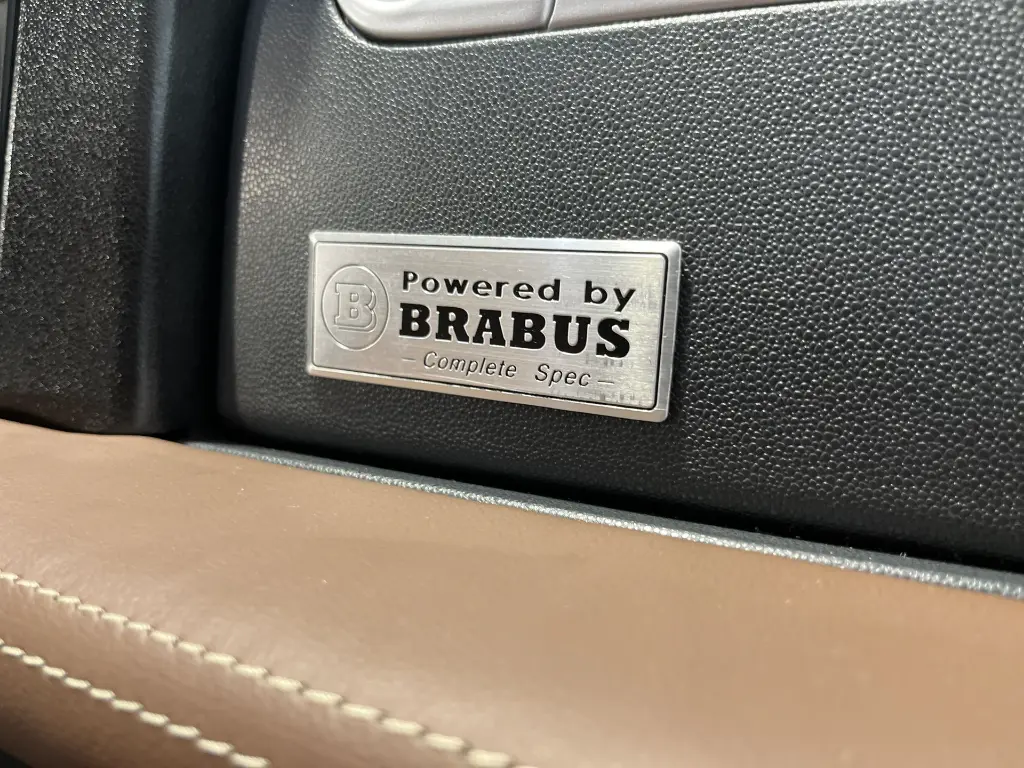 B
Powered by
BRABUS
– Complete Spec –